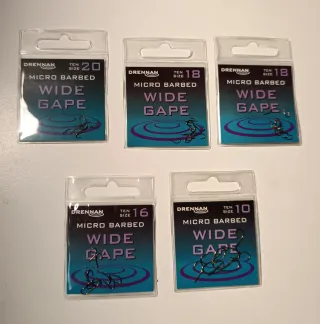 DRENNAN TEN SIZE 20
MICRO BARBED
WIDE
GAPE
DRENNAN TEN SIZE 18
MICRO BARBED
WIDE
GAPE
DRENNAN TEN SIZE 18
MICRO BARBED
WIDE
GAPE
DRENNAN TEN SIZE 16
MICRO BARBED
WIDE
GAPE
DRENNAN TEN SIZE 10
MICRO BARBED
WIDE
GAPE